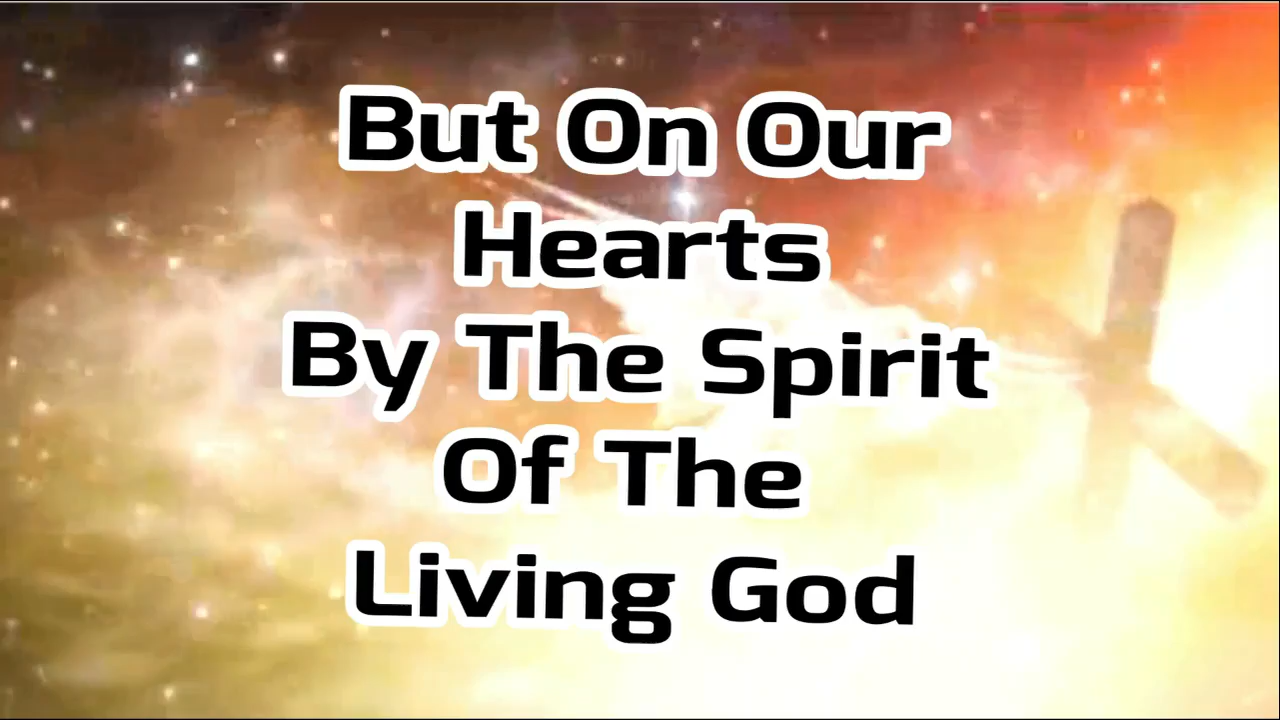 But On Our
Hearts
By The Spirit
Of The
Living God